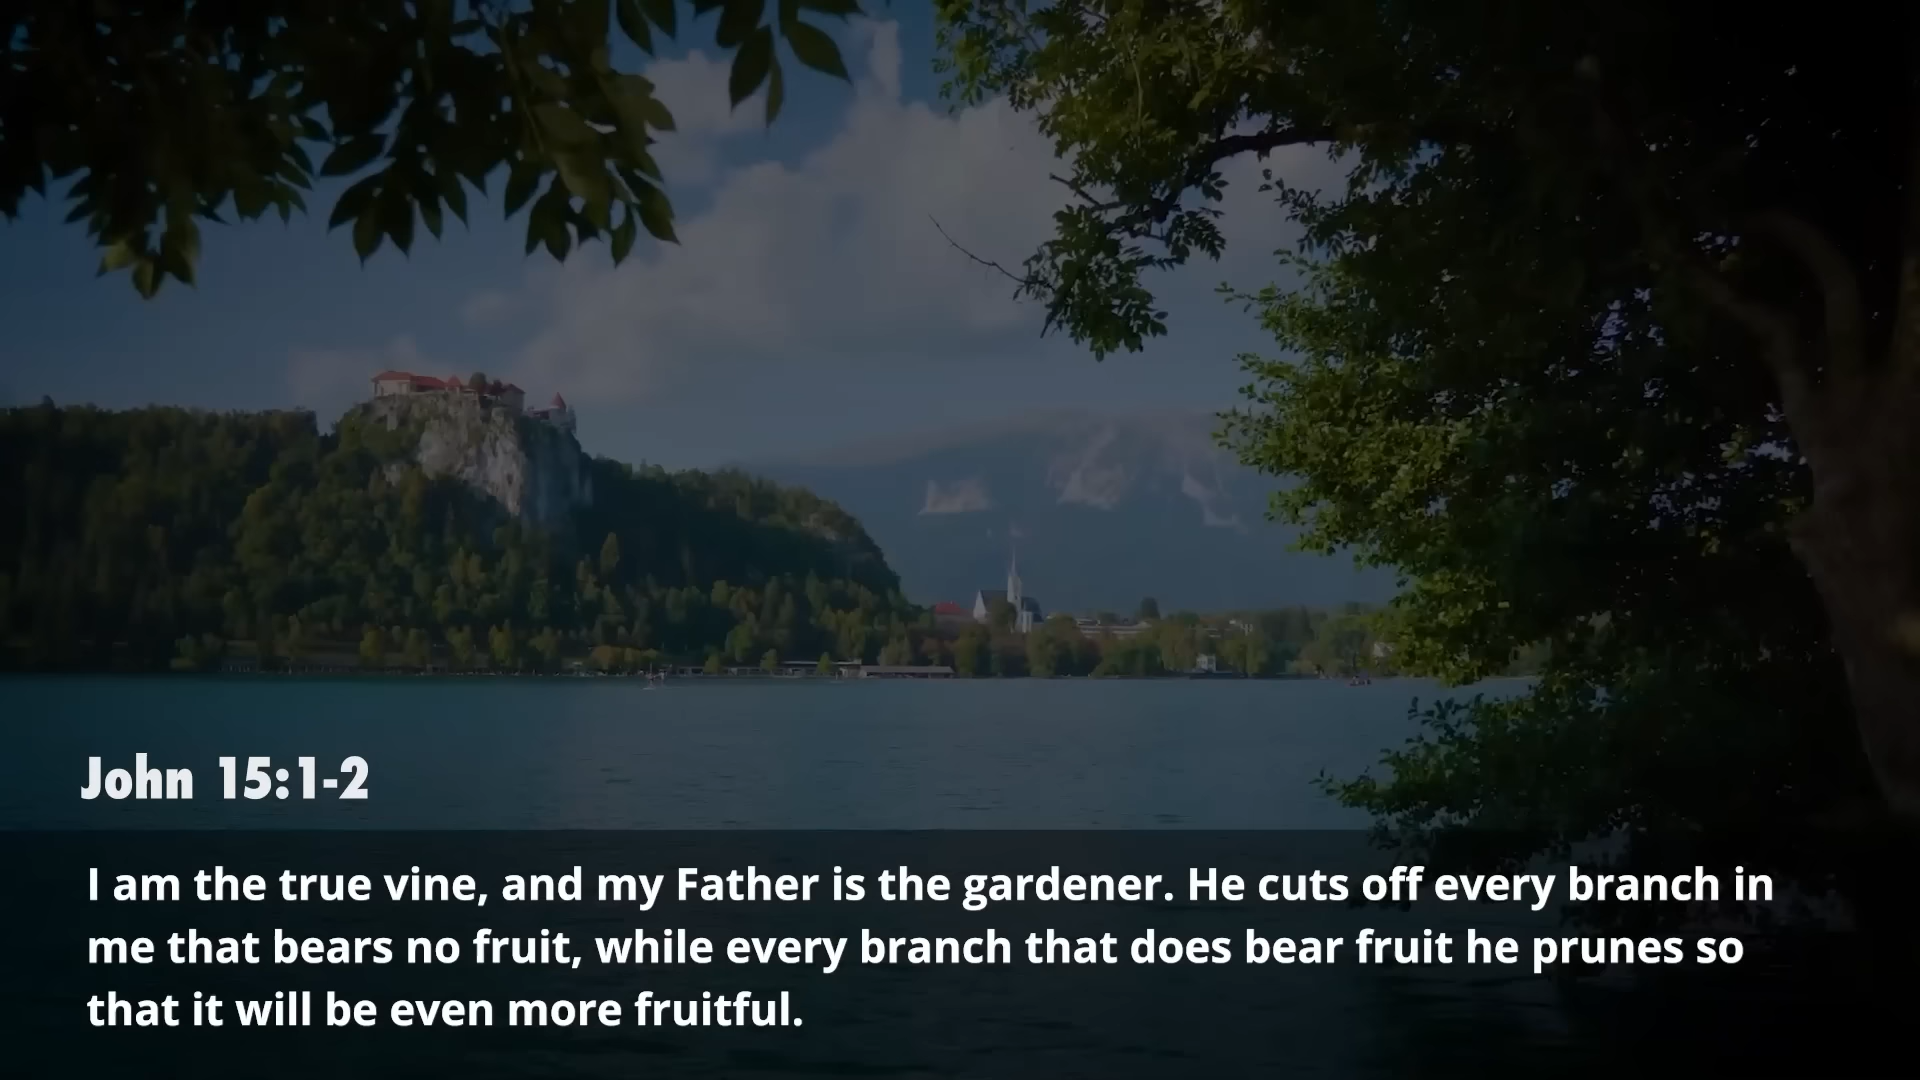 John 15:1-2
I am the true vine, and my Father is the gardener. He cuts off every branch in
me that bears no fruit, while every branch that does bear fruit he prunes so
that it will be even more fruitful.